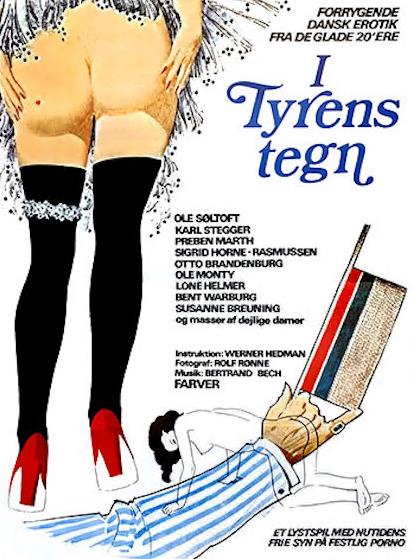 FORRYGENDE
DANSK EROTIK
FRA DE GLADE 20'ERE
I
Tyrens
tegn
OLE SØLTOFT
KARL STEGGER
PREBEN MARTH
SIGRID HORNE-RASMUSSEN
OTTO BRANDENBURG
OLE MONTY
LONE HELMER
BENT WARBURG
SUSANNE BREUNING
og masser af dejlige damer
Instruktion: WERNER HEDMAN
Fotograf: ROLF RØNNE
Musik: BERTRAND BECH
FARVER
ET LYSTSPIL MED NUTIDENS
FRIE SYN PÅ FESTLIG PORNO